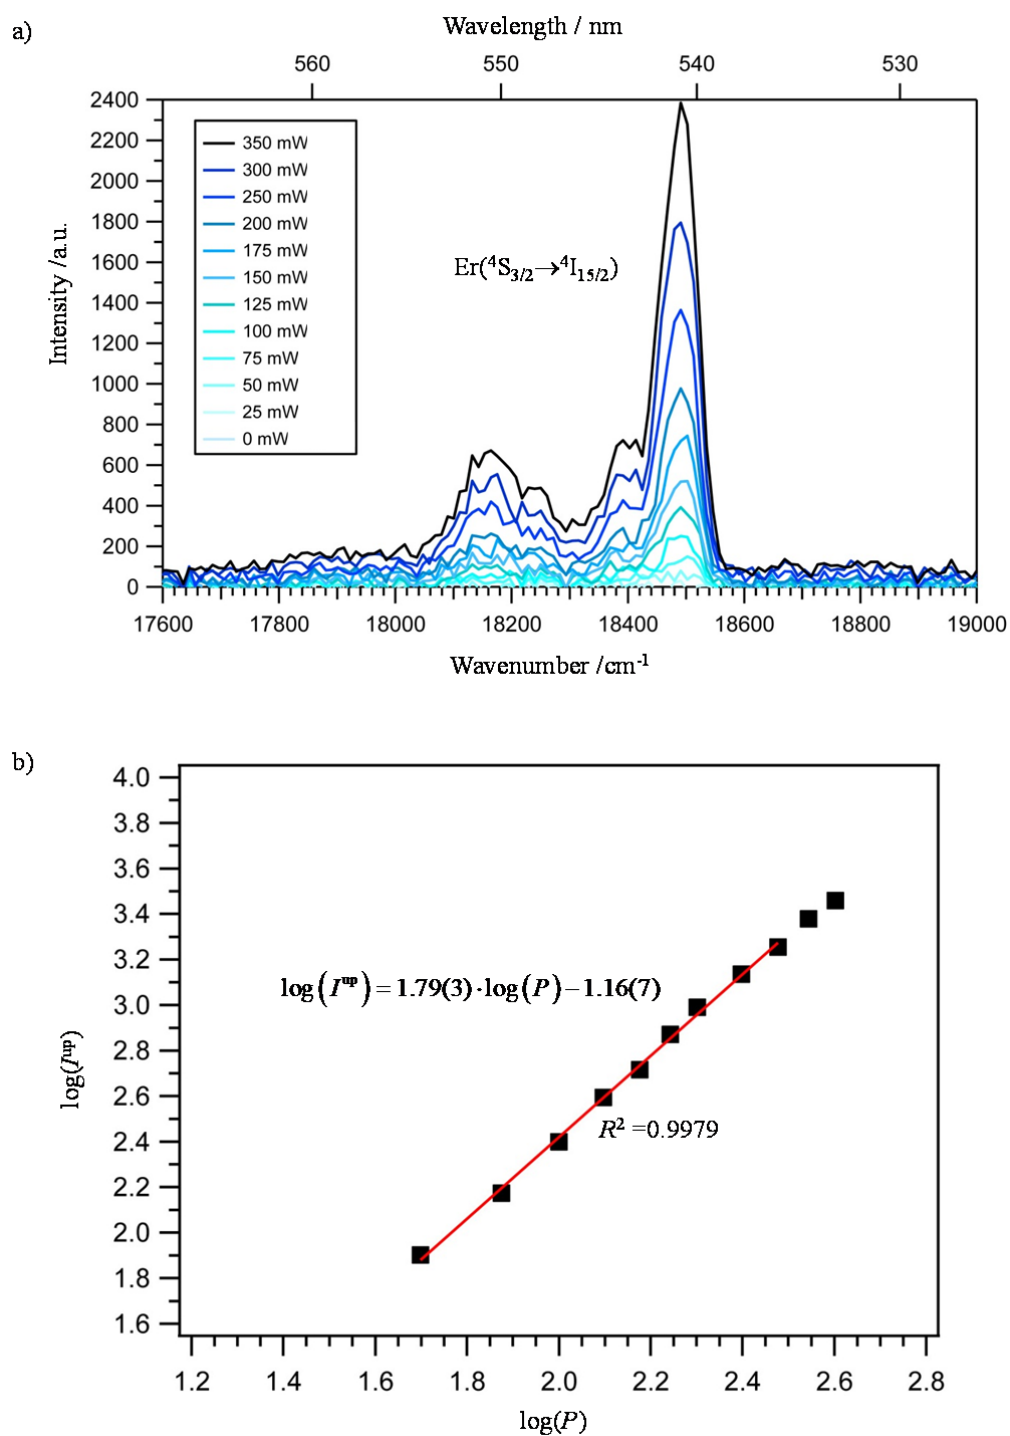 a)
Wavelength / nm
560 550 540 530
2400
2200
2000
1800
1600
1400
1200
1000
800
600
400
200
0
Intensity /a.u.
350 mW
300 mW
250 mW
200 mW
175 mW
150 mW
125 mW
100 mW
75 mW
50 mW
25 mW
0 mW
Er(⁴S₃/₂→⁴I₁₅/₂)
17600 17800 18000 18200 18400 18600 18800 19000
Wavenumber /cm⁻¹
b)
4.0
3.8
3.6
3.4
3.2
3.0
2.8
2.6
2.4
2.2
2.0
1.8
1.6
log(Iᵘᵖ)
log(Iᵘᵖ)=1.79(3)·log(P)−1.16(7)
R² =0.9979
1.2 1.4 1.6 1.8 2.0 2.2 2.4 2.6 2.8
log(P)